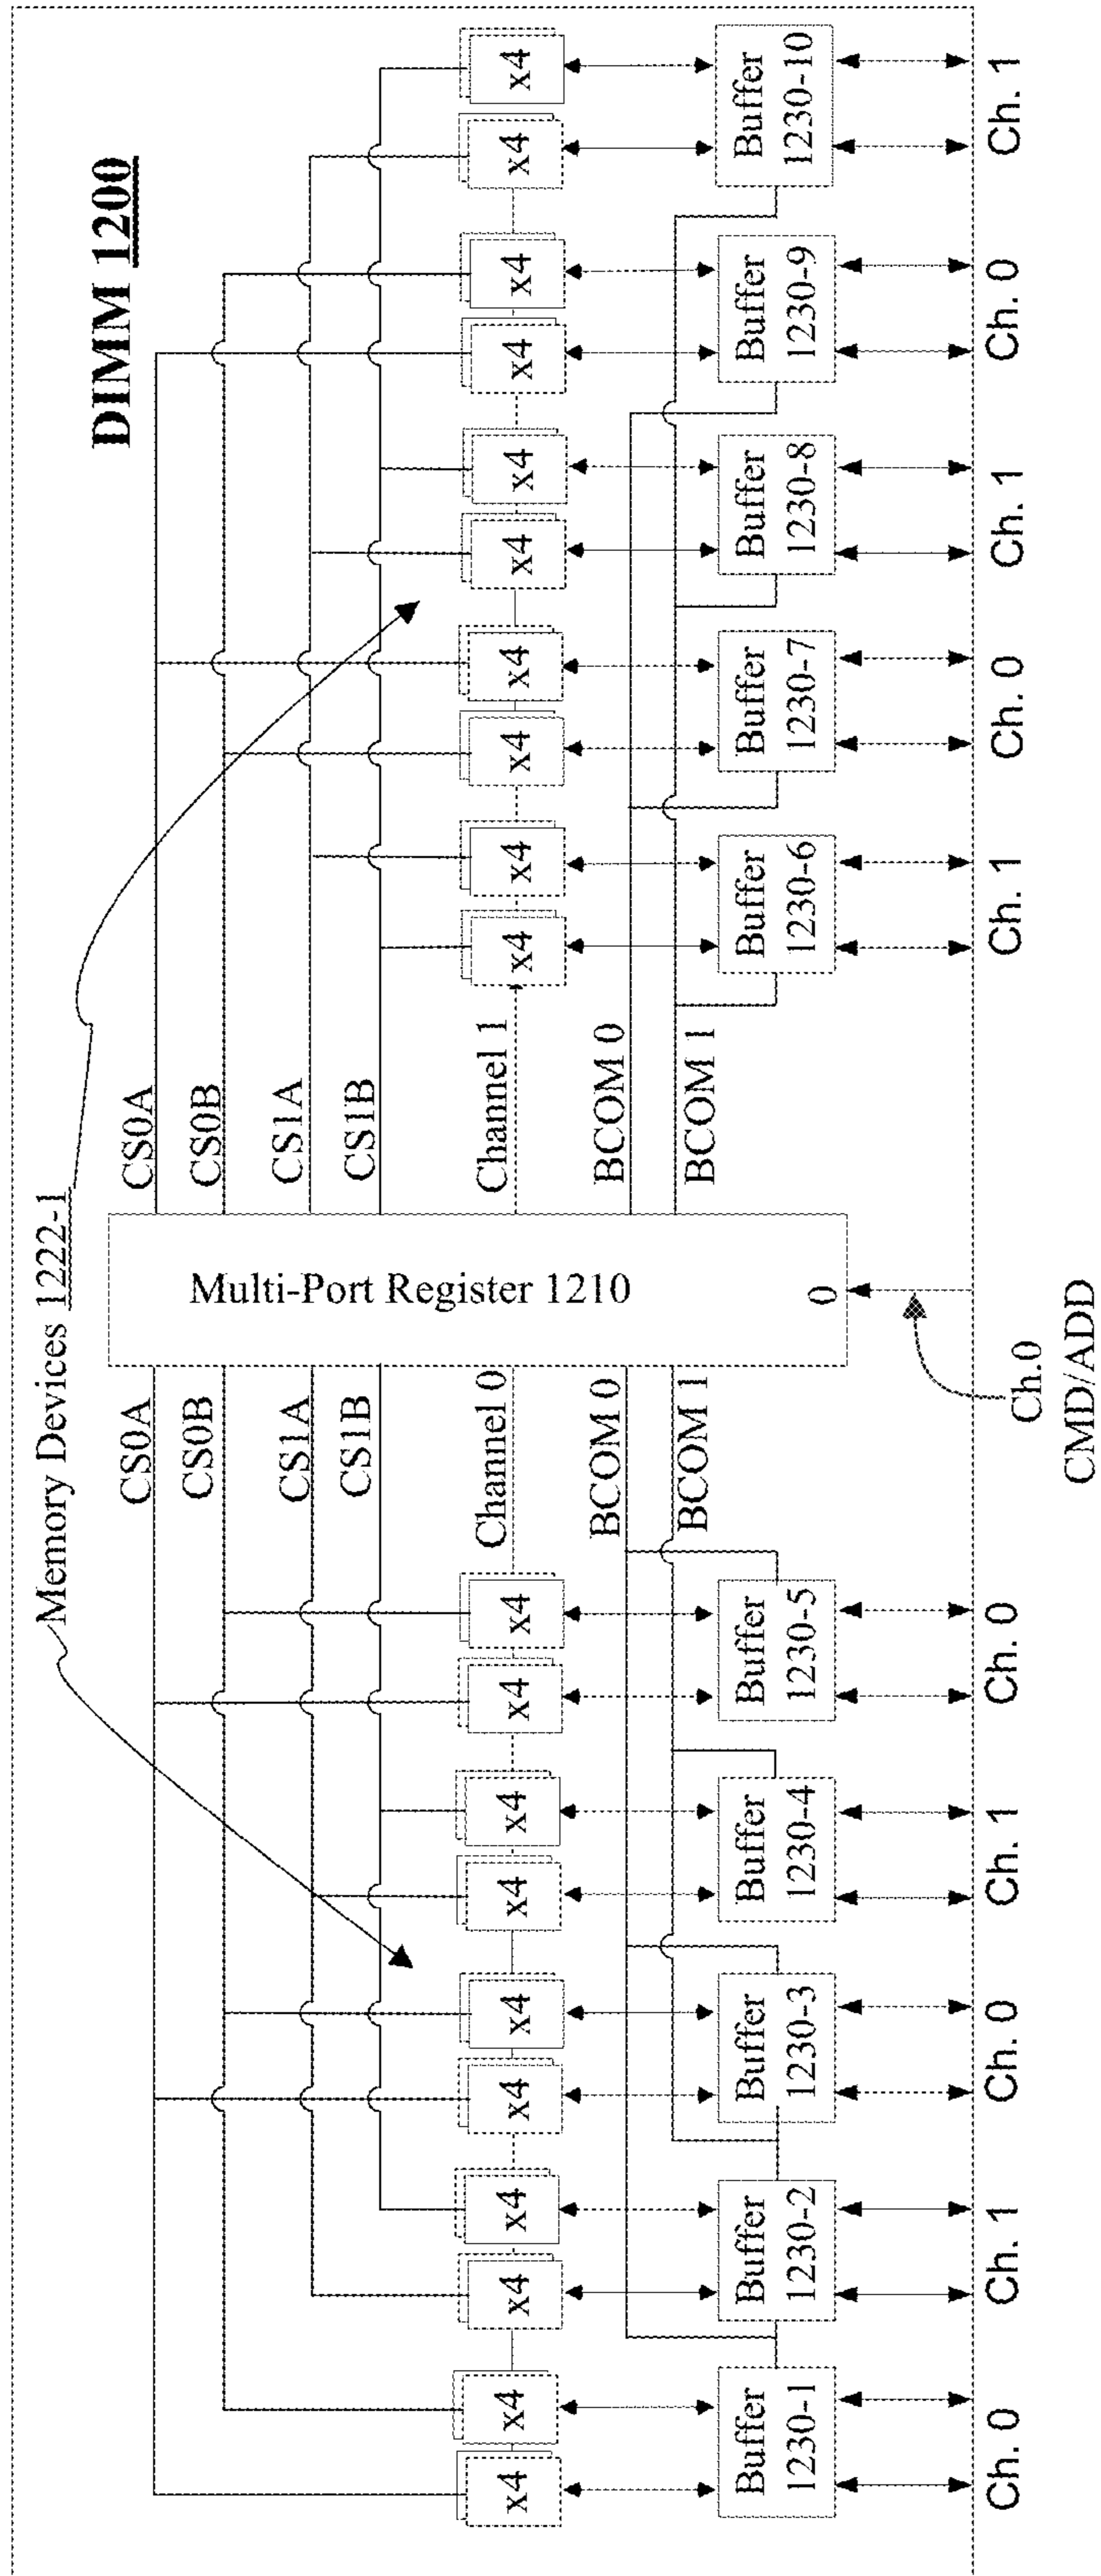 DIMM 1200
Memory Devices 1222-1
CS0A
CS0A
CS0B
CS0B
CS1A
CS1A
CS1B
CS1B
Multi-Port Register 1210
0
x4 x4 x4 x4 x4 x4 x4 x4 x4 x4
Channel 0
Channel 1
x4 x4 x4 x4 x4 x4 x4 x4 x4 x4
BCOM 0
BCOM 0
BCOM 1
BCOM 1
Buffer
1230-1
Buffer
1230-2
Buffer
1230-3
Buffer
1230-4
Buffer
1230-5
Buffer
1230-6
Buffer
1230-7
Buffer
1230-8
Buffer
1230-9
Buffer
1230-10
Ch. 0
Ch. 1
Ch. 0
Ch. 1
Ch. 0
Ch.0
CMD/ADD
Ch. 1
Ch. 0
Ch. 1
Ch. 0
Ch. 1